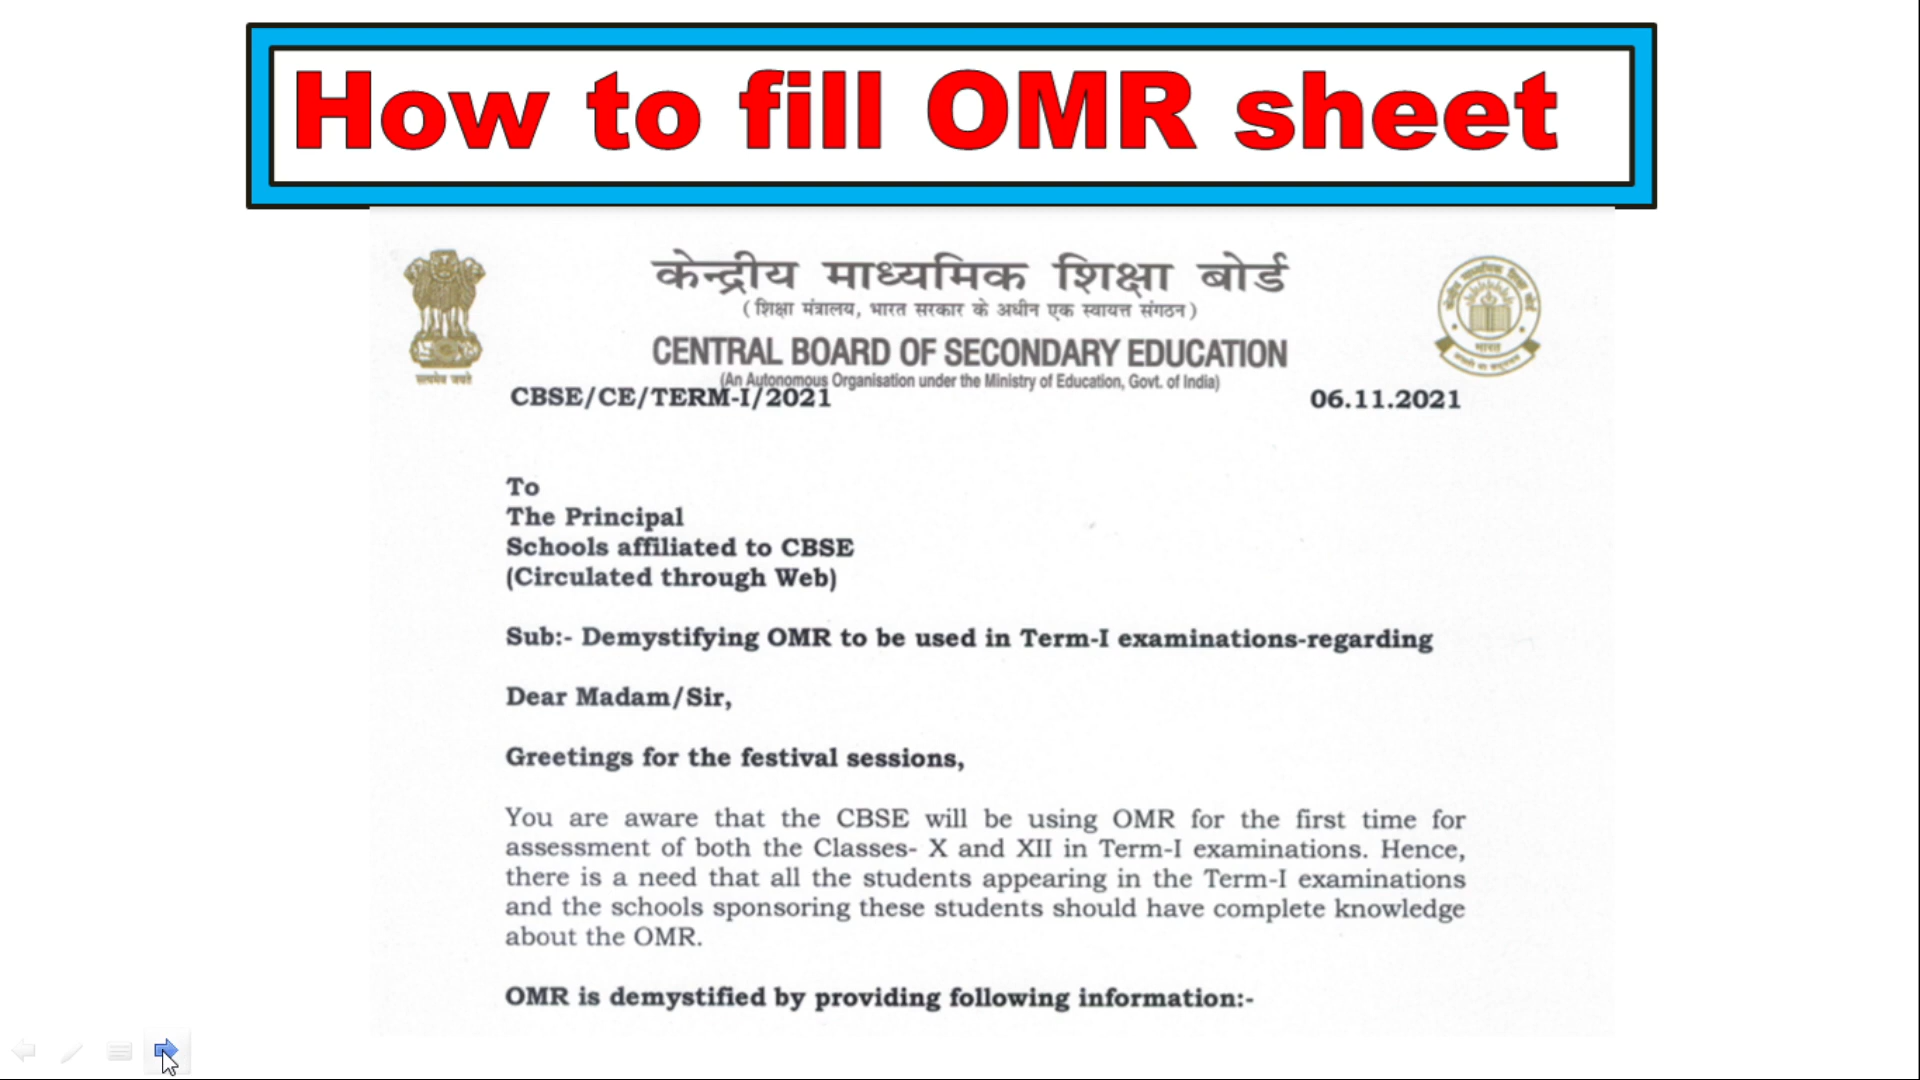 How to fill OMR sheet
केन्द्रीय माध्यमिक शिक्षा बोर्ड
(शिक्षा मंत्रालय, भारत सरकार के अधीन एक स्वायत्त संगठन)
CENTRAL BOARD OF SECONDARY EDUCATION
(An Autonomous Organisation under the Ministry of Education, Govt. of India)
सत्यमेव जयते
भारत
CBSE/CE/TERM-I/2021 06.11.2021
To
The Principal
Schools affiliated to CBSE
(Circulated through Web)
Sub:- Demystifying OMR to be used in Term-I examinations-regarding
Dear Madam/Sir,
Greetings for the festival sessions,
You are aware that the CBSE will be using OMR for the first time for
assessment of both the Classes- X and XII in Term-I examinations. Hence,
there is a need that all the students appearing in the Term-I examinations
and the schools sponsoring these students should have complete knowledge
about the OMR.
OMR is demystified by providing following information:-